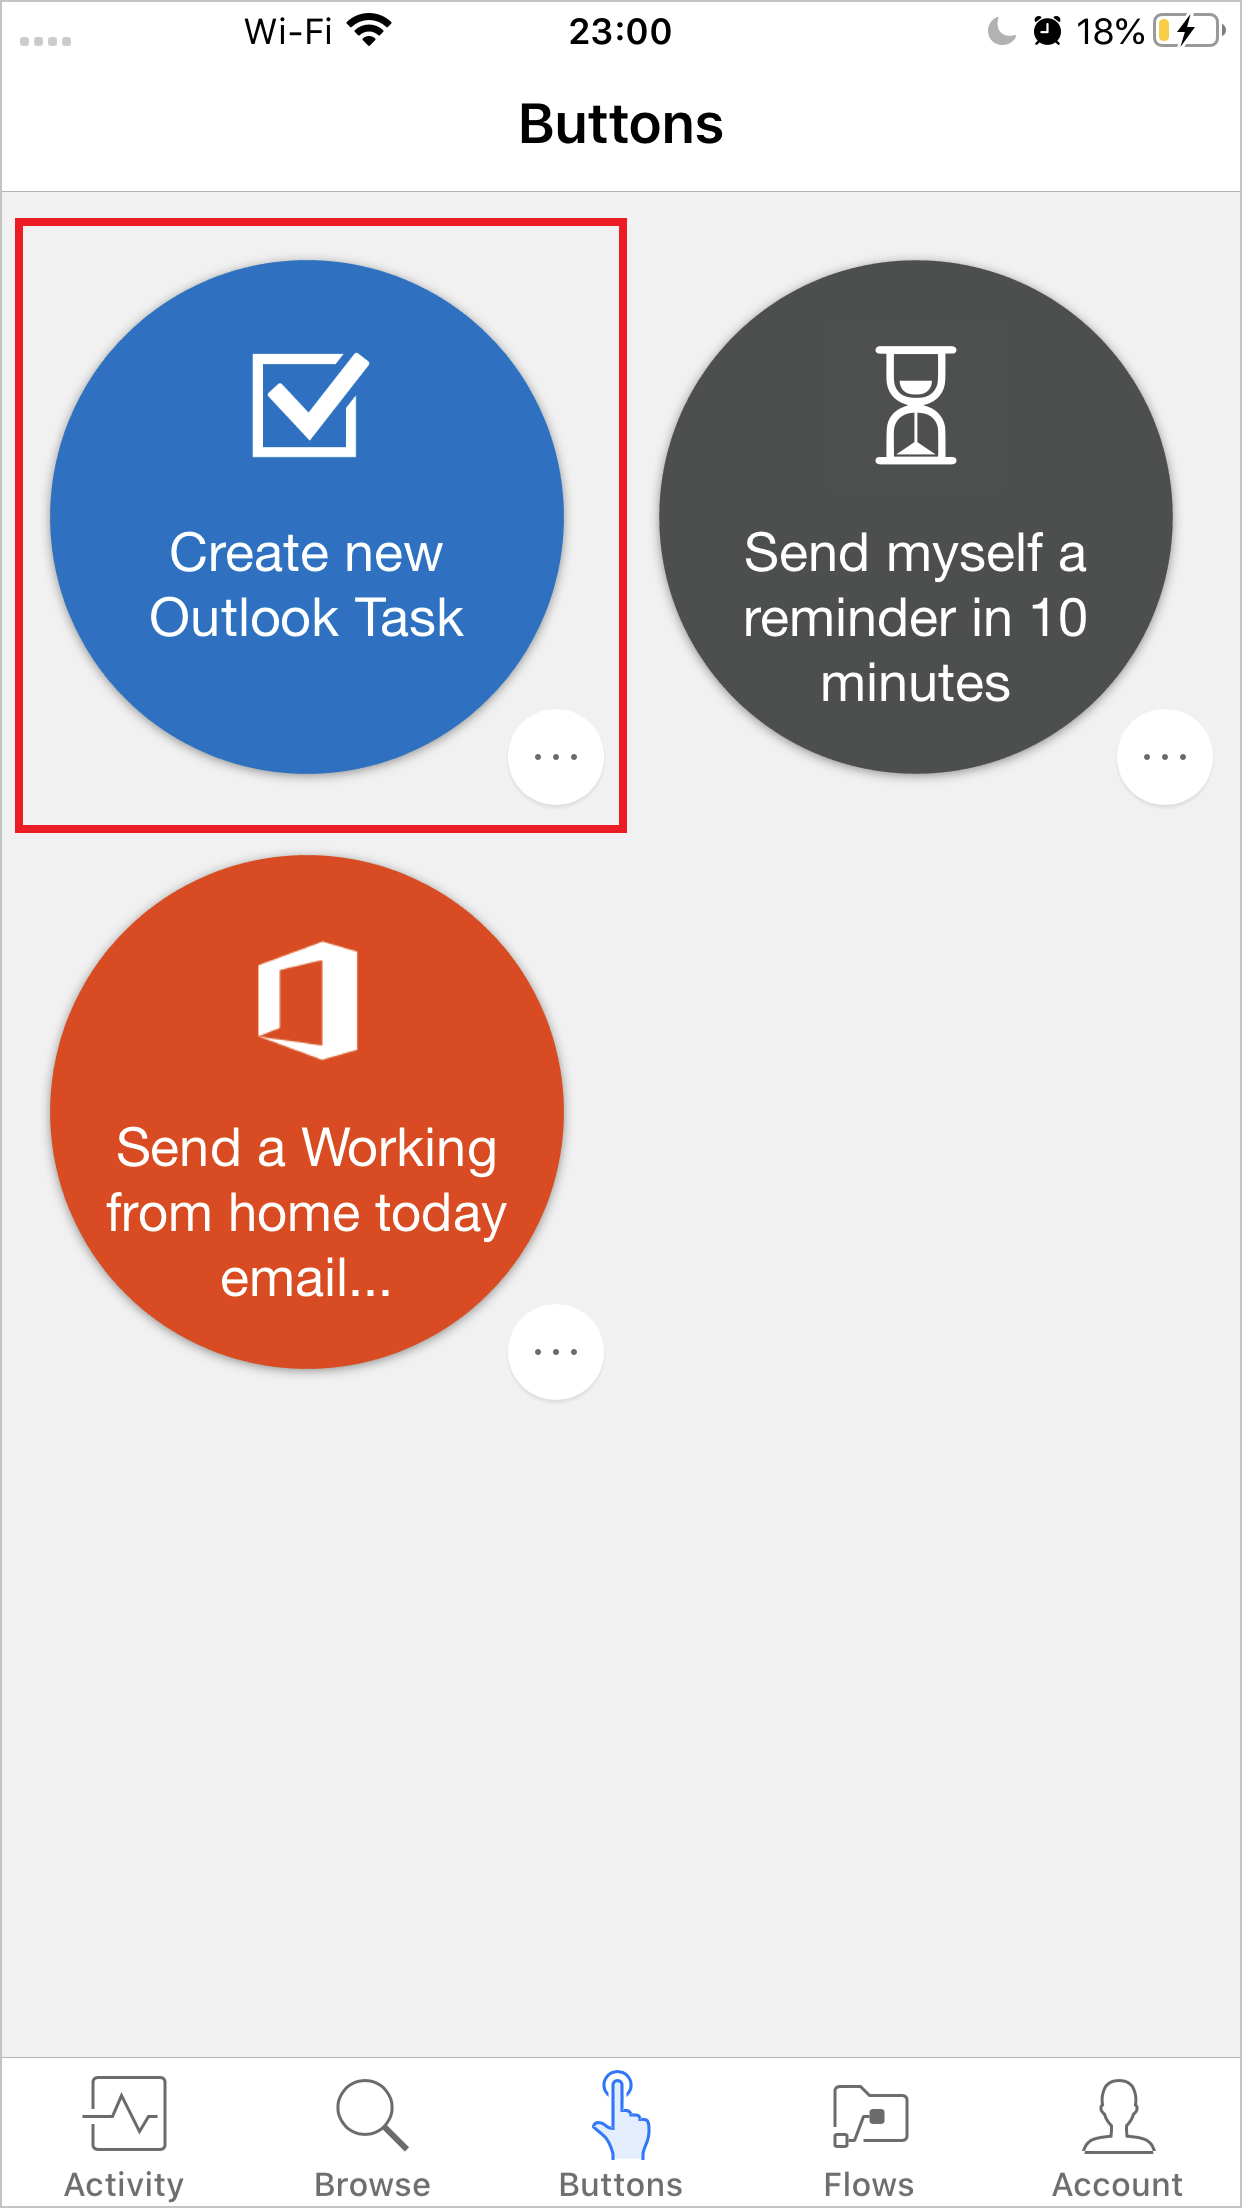 Wi-Fi 23:00 18%
Buttons
Create new
Outlook Task
Send myself a
reminder in 10
minutes
Send a Working
from home today
email...
Activity Browse Buttons Flows Account